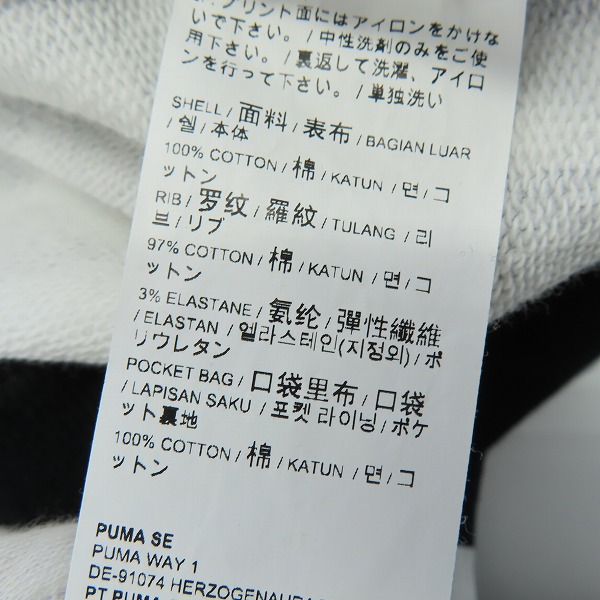 プリント面にはアイロンをかけな
いで下さい。/中性洗剤のみをご使
用下さい。/裏返して洗濯、アイロ
ンを行って下さい。/単独洗い
SHELL / 面料 / 表布 / BAGIAN LUAR
/ 쉘 / 本体
100% COTTON / 棉 / KATUN / 면 / コ
ットン
RIB / 罗纹 / 羅紋 / TULANG / 리
브 / リブ
97% COTTON / 棉 / KATUN / 면 / コ
ットン
3% ELASTANE / 氨纶 / 彈性纖維
/ ELASTAN / 엘라스테인(지정외) / ポ
リウレタン
POCKET BAG / 口袋里布 / 口袋
/ LAPISAN SAKU / 포켓 라이닝 / ポケ
ット裏地
100% COTTON / 棉 / KATUN / 면 / コ
ットン
PUMA SE
PUMA WAY 1
DE-91074 HERZOGENAURA
PT PUMA